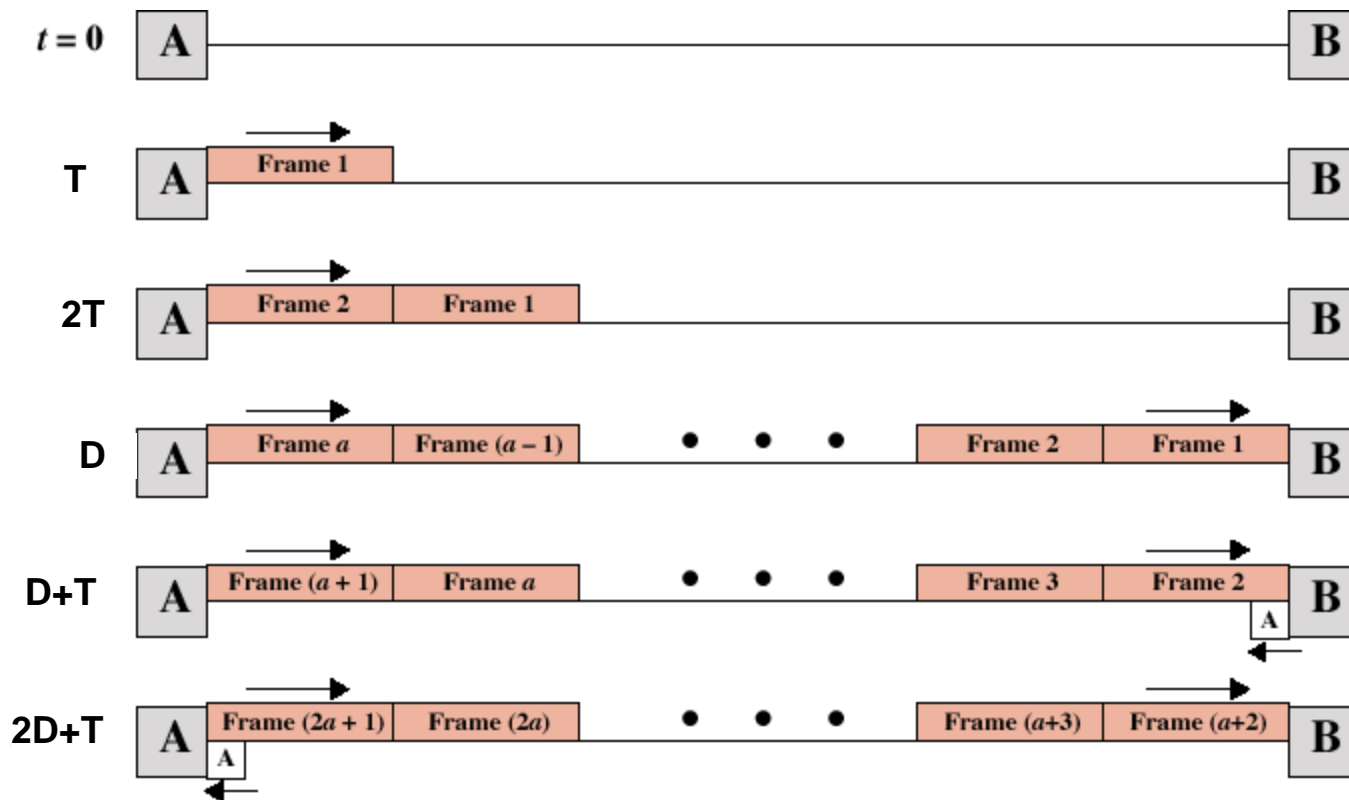 t = 0 A B
Frame 1
T A B
Frame 2 Frame 1
2T A B
Frame a Frame (a – 1) Frame 2 Frame 1
D A B
Frame (a + 1) Frame a Frame 3 Frame 2
D+T A B
A
Frame (2a + 1) Frame (2a) Frame (a+3) Frame (a+2)
2D+T A B
A